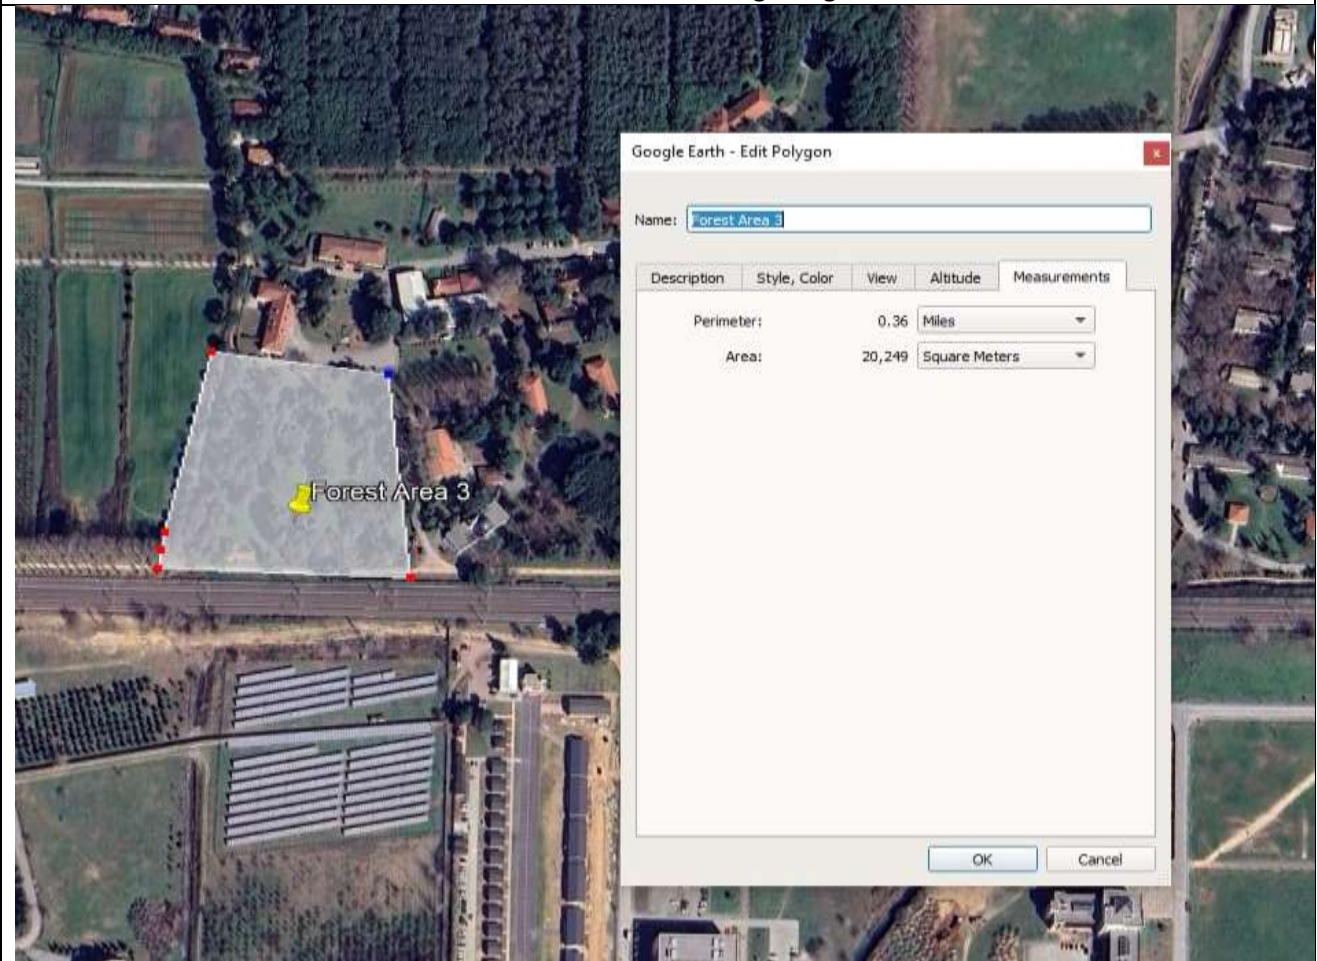 Google Earth - Edit Polygon
x
Name: Forest Area 3
Description Style, Color View Altitude Measurements
Perimeter: 0.36 Miles
Area: 20,249 Square Meters
Forest Area 3
OK Cancel